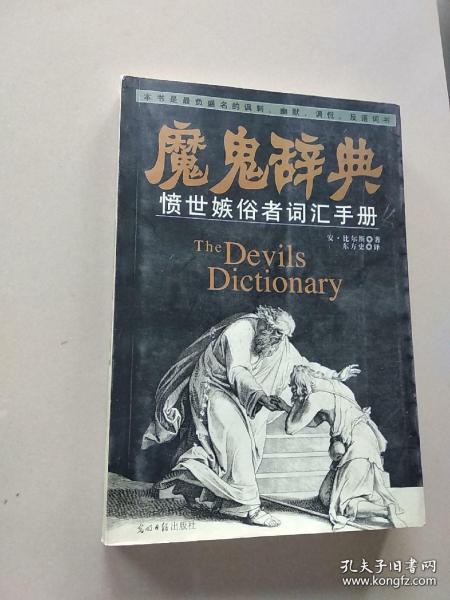 本书是最负盛名的讽刺、幽默、调侃、反语词书
魔鬼辞典
愤世嫉俗者词汇手册
安·比尔斯●著
东方吏●译
The Devils
Dictionary
光明日报出版社
孔夫子旧书网
www.kongfz.com